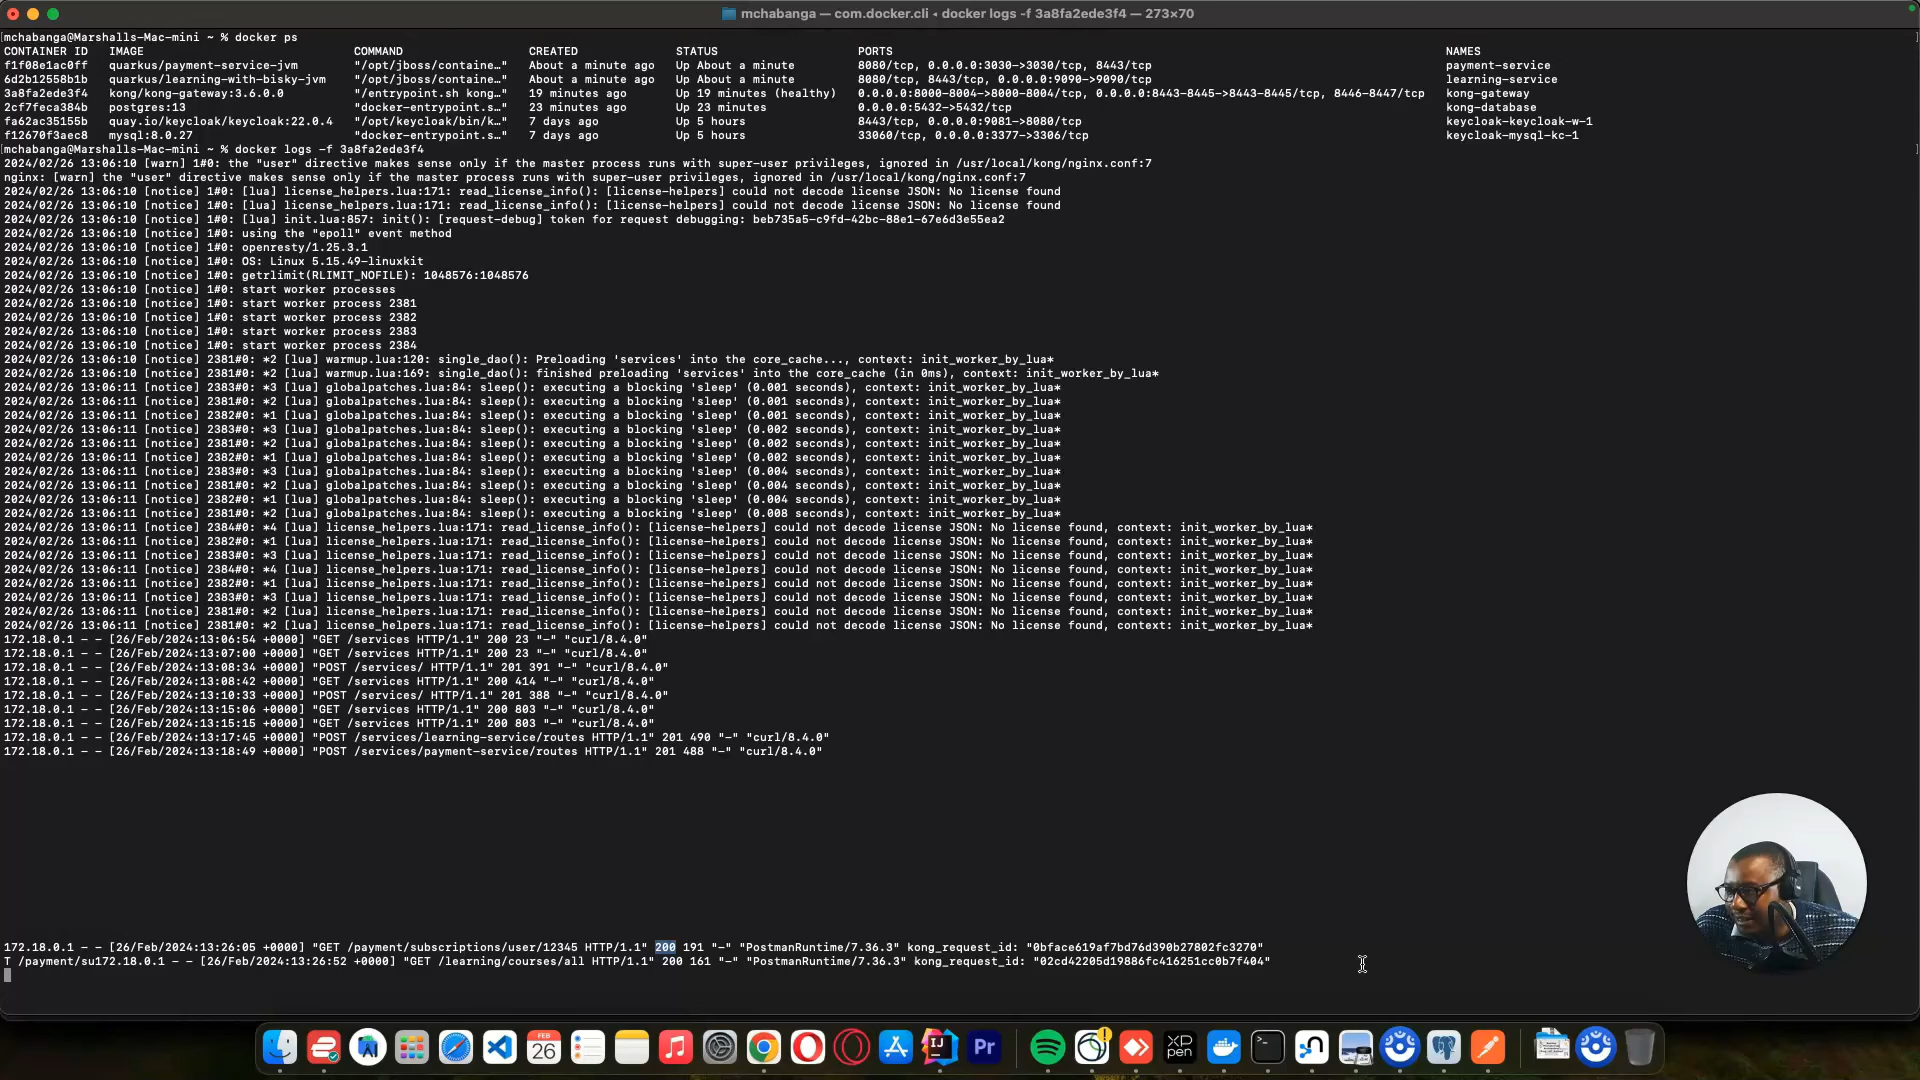 mchabanga — com.docker.cli ◂ docker logs -f 3a8fa2ede3f4 — 273×70
mchabanga@Marshalls-Mac-mini ~ % docker ps
CONTAINER ID   IMAGE   COMMAND   CREATED   STATUS   PORTS   NAMES
f1f08e1ac0ff   quarkus/payment-service-jvm   "/opt/jboss/containe…"   About a minute ago   Up About a minute   8080/tcp, 0.0.0.0:3030->3030/tcp, 8443/tcp   payment-service
6d2b12558b1b   quarkus/learning-with-bisky-jvm   "/opt/jboss/containe…"   About a minute ago   Up About a minute   8080/tcp, 8443/tcp, 0.0.0.0:9090->9090/tcp   learning-service
3a8fa2ede3f4   kong/kong-gateway:3.6.0.0   "/entrypoint.sh kong…"   19 minutes ago   Up 19 minutes (healthy)   0.0.0.0:8000-8004->8000-8004/tcp, 0.0.0.0:8443-8445->8443-8445/tcp, 8446-8447/tcp   kong-gateway
2cf7feca384b   postgres:13   "docker-entrypoint.s…"   23 minutes ago   Up 23 minutes   0.0.0.0:5432->5432/tcp   kong-database
fa62ac35155b   quay.io/keycloak/keycloak:22.0.4   "/opt/keycloak/bin/k…"   7 days ago   Up 5 hours   8443/tcp, 0.0.0.0:9081->8080/tcp   keycloak-keycloak-w-1
f12670f3aec8   mysql:8.0.27   "docker-entrypoint.s…"   7 days ago   Up 5 hours   33060/tcp, 0.0.0.0:3377->3306/tcp   keycloak-mysql-kc-1
mchabanga@Marshalls-Mac-mini ~ % docker logs -f 3a8fa2ede3f4
2024/02/26 13:06:10 [warn] 1#0: the "user" directive makes sense only if the master process runs with super-user privileges, ignored in /usr/local/kong/nginx.conf:7
nginx: [warn] the "user" directive makes sense only if the master process runs with super-user privileges, ignored in /usr/local/kong/nginx.conf:7
2024/02/26 13:06:10 [notice] 1#0: [lua] license_helpers.lua:171: read_license_info(): [license-helpers] could not decode license JSON: No license found
2024/02/26 13:06:10 [notice] 1#0: [lua] license_helpers.lua:171: read_license_info(): [license-helpers] could not decode license JSON: No license found
2024/02/26 13:06:10 [notice] 1#0: [lua] init.lua:857: init(): [request-debug] token for request debugging: beb735a5-c9fd-42bc-88e1-67e6d3e55ea2
2024/02/26 13:06:10 [notice] 1#0: using the "epoll" event method
2024/02/26 13:06:10 [notice] 1#0: openresty/1.25.3.1
2024/02/26 13:06:10 [notice] 1#0: OS: Linux 5.15.49-linuxkit
2024/02/26 13:06:10 [notice] 1#0: getrlimit(RLIMIT_NOFILE): 1048576:1048576
2024/02/26 13:06:10 [notice] 1#0: start worker processes
2024/02/26 13:06:10 [notice] 1#0: start worker process 2381
2024/02/26 13:06:10 [notice] 1#0: start worker process 2382
2024/02/26 13:06:10 [notice] 1#0: start worker process 2383
2024/02/26 13:06:10 [notice] 1#0: start worker process 2384
2024/02/26 13:06:10 [notice] 2381#0: *2 [lua] warmup.lua:120: single_dao(): Preloading 'services' into the core_cache..., context: init_worker_by_lua*
2024/02/26 13:06:10 [notice] 2381#0: *2 [lua] warmup.lua:169: single_dao(): finished preloading 'services' into the core_cache (in 0ms), context: init_worker_by_lua*
2024/02/26 13:06:11 [notice] 2383#0: *3 [lua] globalpatches.lua:84: sleep(): executing a blocking 'sleep' (0.001 seconds), context: init_worker_by_lua*
2024/02/26 13:06:11 [notice] 2381#0: *2 [lua] globalpatches.lua:84: sleep(): executing a blocking 'sleep' (0.001 seconds), context: init_worker_by_lua*
2024/02/26 13:06:11 [notice] 2382#0: *1 [lua] globalpatches.lua:84: sleep(): executing a blocking 'sleep' (0.001 seconds), context: init_worker_by_lua*
2024/02/26 13:06:11 [notice] 2383#0: *3 [lua] globalpatches.lua:84: sleep(): executing a blocking 'sleep' (0.002 seconds), context: init_worker_by_lua*
2024/02/26 13:06:11 [notice] 2381#0: *2 [lua] globalpatches.lua:84: sleep(): executing a blocking 'sleep' (0.002 seconds), context: init_worker_by_lua*
2024/02/26 13:06:11 [notice] 2382#0: *1 [lua] globalpatches.lua:84: sleep(): executing a blocking 'sleep' (0.002 seconds), context: init_worker_by_lua*
2024/02/26 13:06:11 [notice] 2383#0: *3 [lua] globalpatches.lua:84: sleep(): executing a blocking 'sleep' (0.004 seconds), context: init_worker_by_lua*
2024/02/26 13:06:11 [notice] 2381#0: *2 [lua] globalpatches.lua:84: sleep(): executing a blocking 'sleep' (0.004 seconds), context: init_worker_by_lua*
2024/02/26 13:06:11 [notice] 2382#0: *1 [lua] globalpatches.lua:84: sleep(): executing a blocking 'sleep' (0.004 seconds), context: init_worker_by_lua*
2024/02/26 13:06:11 [notice] 2381#0: *2 [lua] globalpatches.lua:84: sleep(): executing a blocking 'sleep' (0.008 seconds), context: init_worker_by_lua*
2024/02/26 13:06:11 [notice] 2384#0: *4 [lua] license_helpers.lua:171: read_license_info(): [license-helpers] could not decode license JSON: No license found, context: init_worker_by_lua*
2024/02/26 13:06:11 [notice] 2382#0: *1 [lua] license_helpers.lua:171: read_license_info(): [license-helpers] could not decode license JSON: No license found, context: init_worker_by_lua*
2024/02/26 13:06:11 [notice] 2383#0: *3 [lua] license_helpers.lua:171: read_license_info(): [license-helpers] could not decode license JSON: No license found, context: init_worker_by_lua*
2024/02/26 13:06:11 [notice] 2384#0: *4 [lua] license_helpers.lua:171: read_license_info(): [license-helpers] could not decode license JSON: No license found, context: init_worker_by_lua*
2024/02/26 13:06:11 [notice] 2382#0: *1 [lua] license_helpers.lua:171: read_license_info(): [license-helpers] could not decode license JSON: No license found, context: init_worker_by_lua*
2024/02/26 13:06:11 [notice] 2383#0: *3 [lua] license_helpers.lua:171: read_license_info(): [license-helpers] could not decode license JSON: No license found, context: init_worker_by_lua*
2024/02/26 13:06:11 [notice] 2381#0: *2 [lua] license_helpers.lua:171: read_license_info(): [license-helpers] could not decode license JSON: No license found, context: init_worker_by_lua*
2024/02/26 13:06:11 [notice] 2381#0: *2 [lua] license_helpers.lua:171: read_license_info(): [license-helpers] could not decode license JSON: No license found, context: init_worker_by_lua*
172.18.0.1 - - [26/Feb/2024:13:06:54 +0000] "GET /services HTTP/1.1" 200 23 "-" "curl/8.4.0"
172.18.0.1 - - [26/Feb/2024:13:07:00 +0000] "GET /services HTTP/1.1" 200 23 "-" "curl/8.4.0"
172.18.0.1 - - [26/Feb/2024:13:08:34 +0000] "POST /services/ HTTP/1.1" 201 391 "-" "curl/8.4.0"
172.18.0.1 - - [26/Feb/2024:13:08:42 +0000] "GET /services HTTP/1.1" 200 414 "-" "curl/8.4.0"
172.18.0.1 - - [26/Feb/2024:13:10:33 +0000] "POST /services/ HTTP/1.1" 201 388 "-" "curl/8.4.0"
172.18.0.1 - - [26/Feb/2024:13:15:06 +0000] "GET /services HTTP/1.1" 200 803 "-" "curl/8.4.0"
172.18.0.1 - - [26/Feb/2024:13:15:15 +0000] "GET /services HTTP/1.1" 200 803 "-" "curl/8.4.0"
172.18.0.1 - - [26/Feb/2024:13:17:45 +0000] "POST /services/learning-service/routes HTTP/1.1" 201 490 "-" "curl/8.4.0"
172.18.0.1 - - [26/Feb/2024:13:18:49 +0000] "POST /services/payment-service/routes HTTP/1.1" 201 488 "-" "curl/8.4.0"
172.18.0.1 - - [26/Feb/2024:13:26:05 +0000] "GET /payment/subscriptions/user/12345 HTTP/1.1" 200 191 "-" "PostmanRuntime/7.36.3" kong_request_id: "0bface619af7bd76d390b27802fc3270"
T /payment/su172.18.0.1 - - [26/Feb/2024:13:26:52 +0000] "GET /learning/courses/all HTTP/1.1" 200 161 "-" "PostmanRuntime/7.36.3" kong_request_id: "02cd42205d19886fc416251cc0b7f404"
FEB
26
IJ
Pr
XP
pen